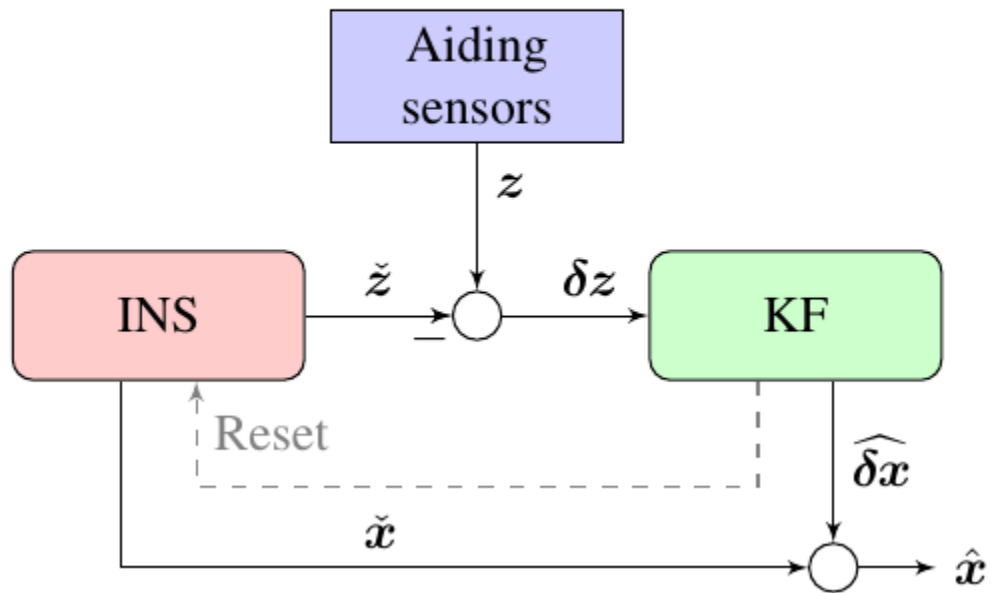 Aiding
sensors
z
ž
δz
INS
−
KF
Reset
δx̂
x̌
x̂